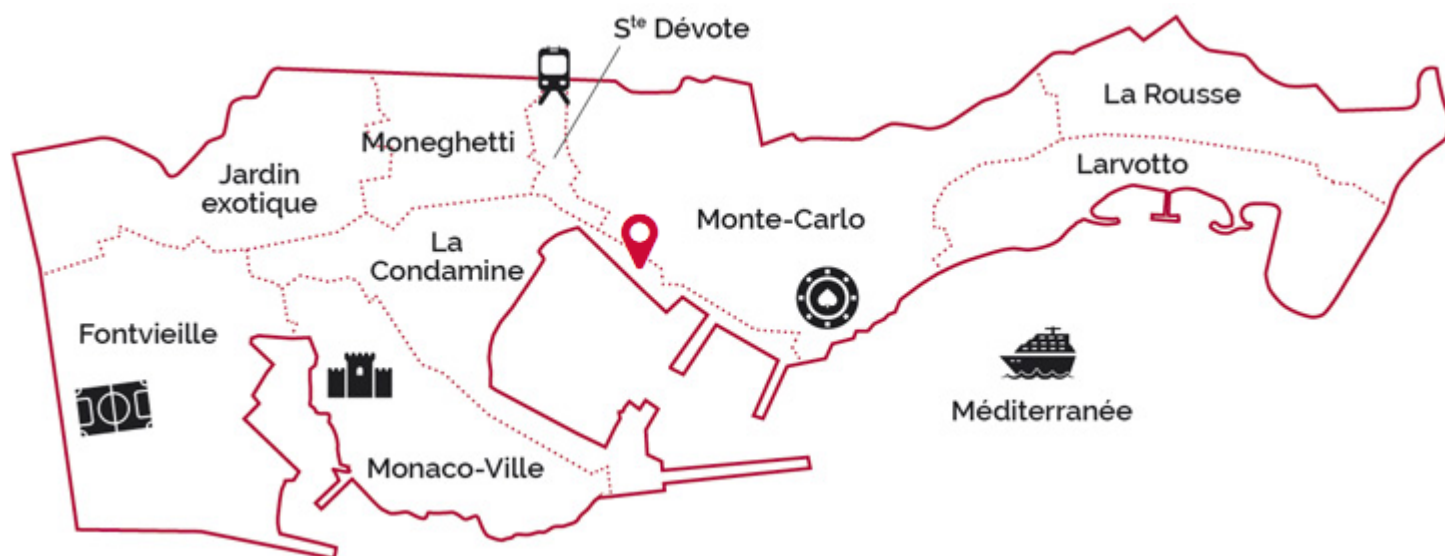 Sᵗᵉ Dévote
La Rousse
Moneghetti
Larvotto
Jardin
exotique
Monte-Carlo
La
Condamine
Fontvieille
Méditerranée
Monaco-Ville